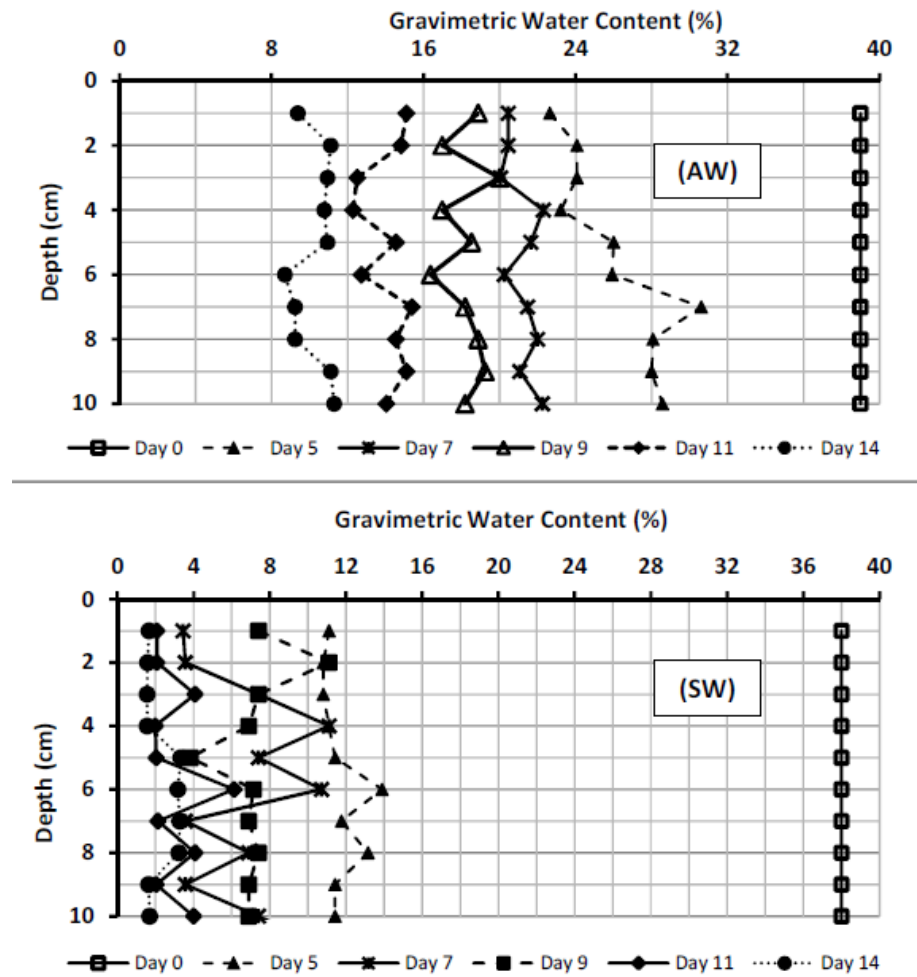 Gravimetric Water Content (%)
0 8 16 24 32 40
0
2
4
6
8
10
Depth (cm)
(AW)
Day 0 Day 5 Day 7 Day 9 Day 11 Day 14
Gravimetric Water Content (%)
0 4 8 12 16 20 24 28 32 36 40
0
2
4
6
8
10
Depth (cm)
(SW)
Day 0 Day 5 Day 7 Day 9 Day 11 Day 14